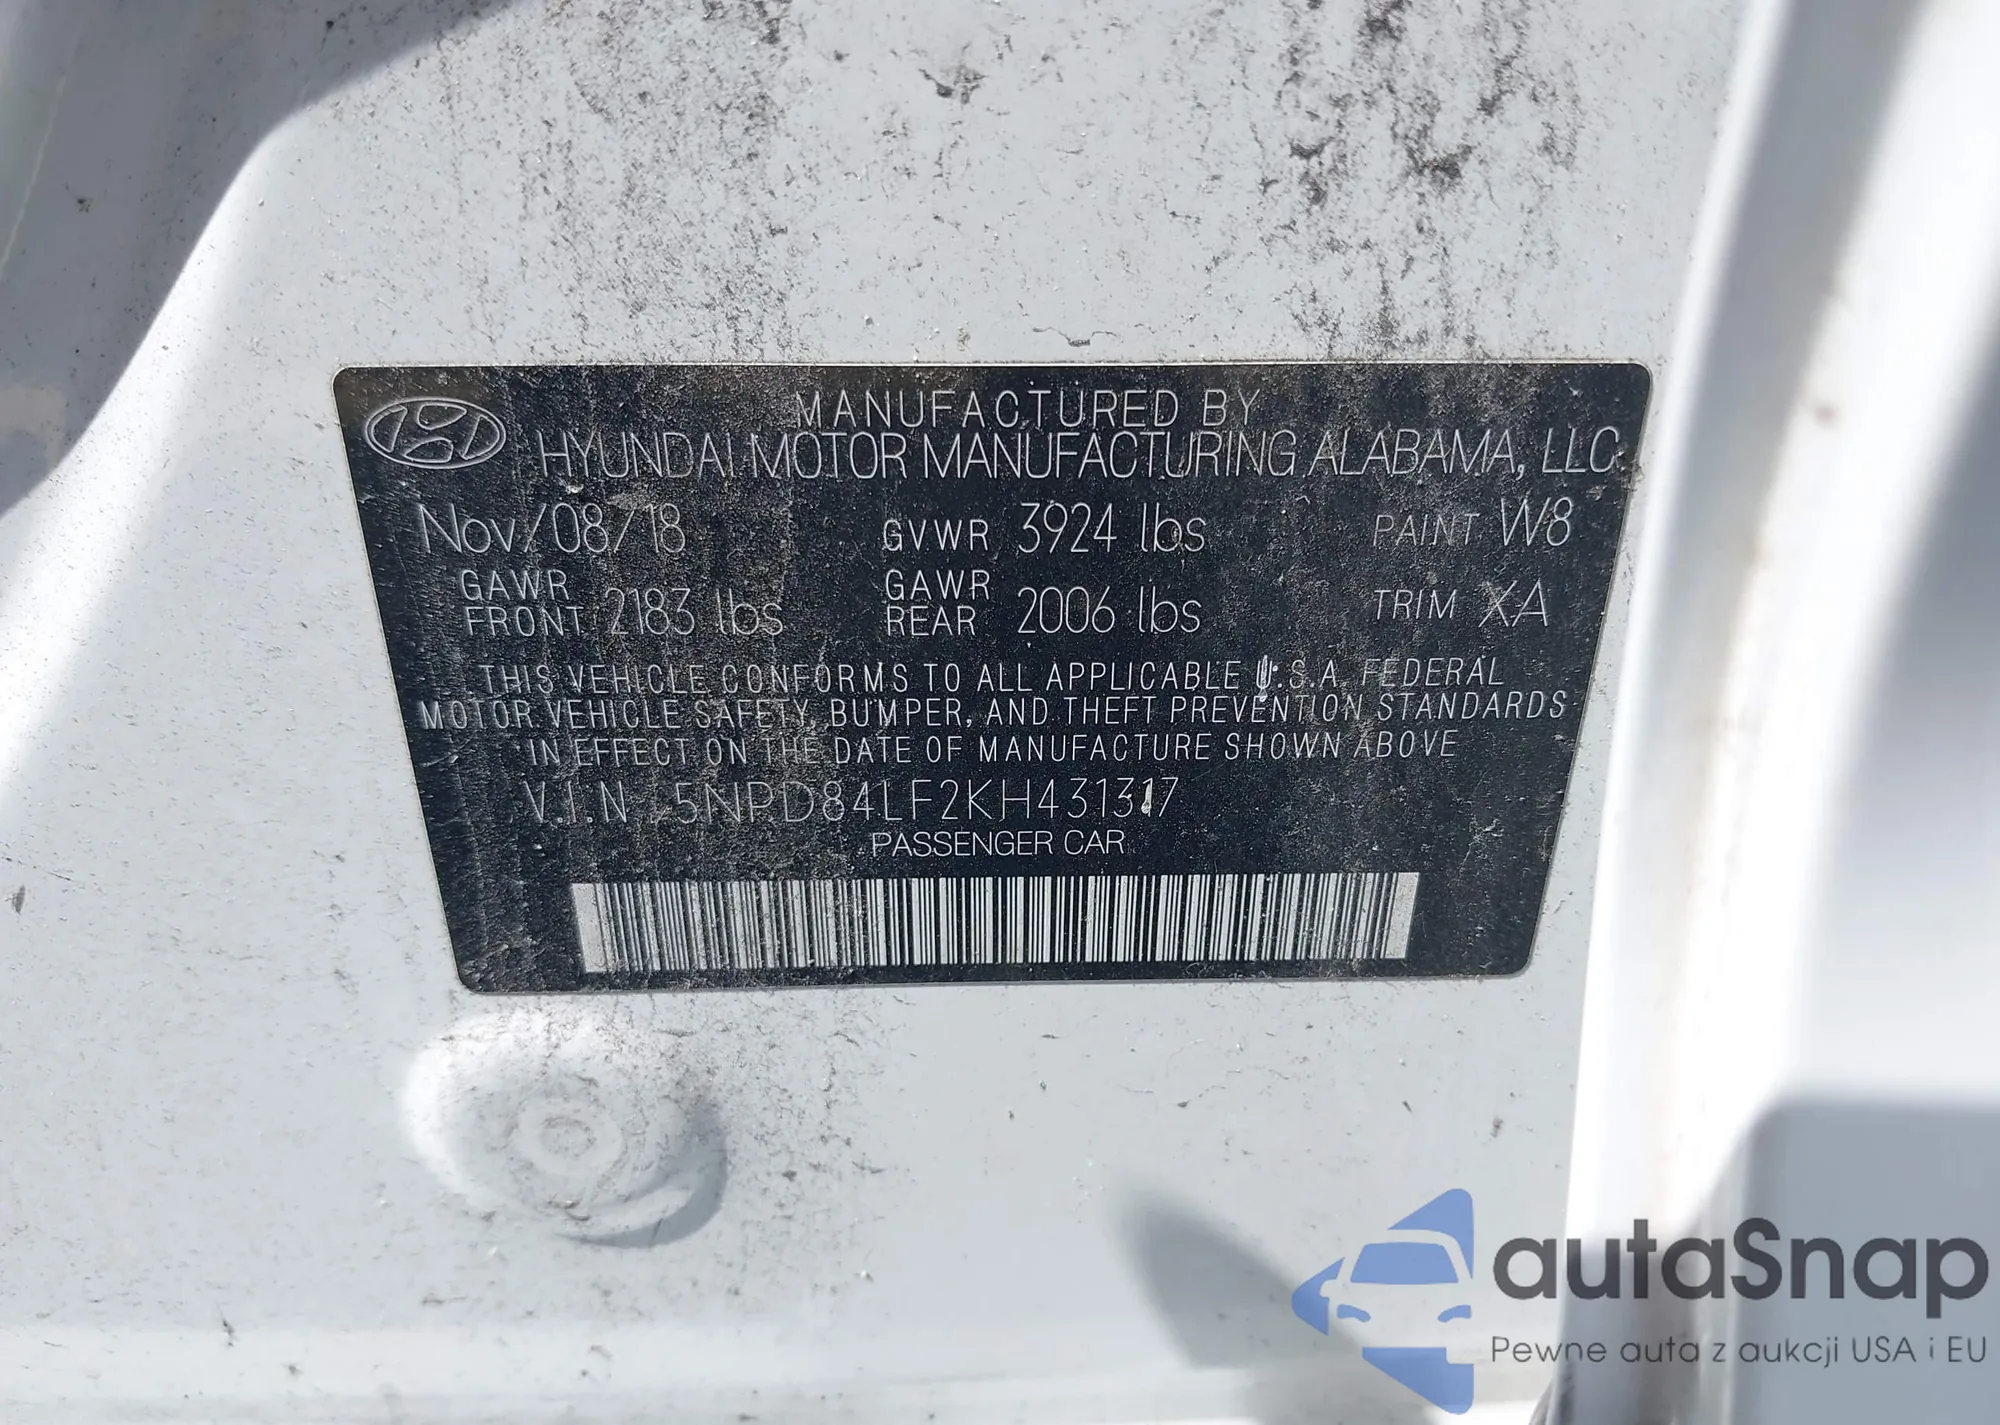 MANUFACTURED BY
HYUNDAI MOTOR MANUFACTURING ALABAMA, LLC
Nov/08/18 GVWR 3924 lbs PAINT W8
GAWR FRONT 2183 lbs GAWR REAR 2006 lbs TRIM XA
THIS VEHICLE CONFORMS TO ALL APPLICABLE U.S.A. FEDERAL
MOTOR VEHICLE SAFETY, BUMPER, AND THEFT PREVENTION STANDARDS
IN EFFECT ON THE DATE OF MANUFACTURE SHOWN ABOVE
V.I.N 5NPD84LF2KH431317
PASSENGER CAR
autaSnap
Pewne auta z aukcji USA i EU